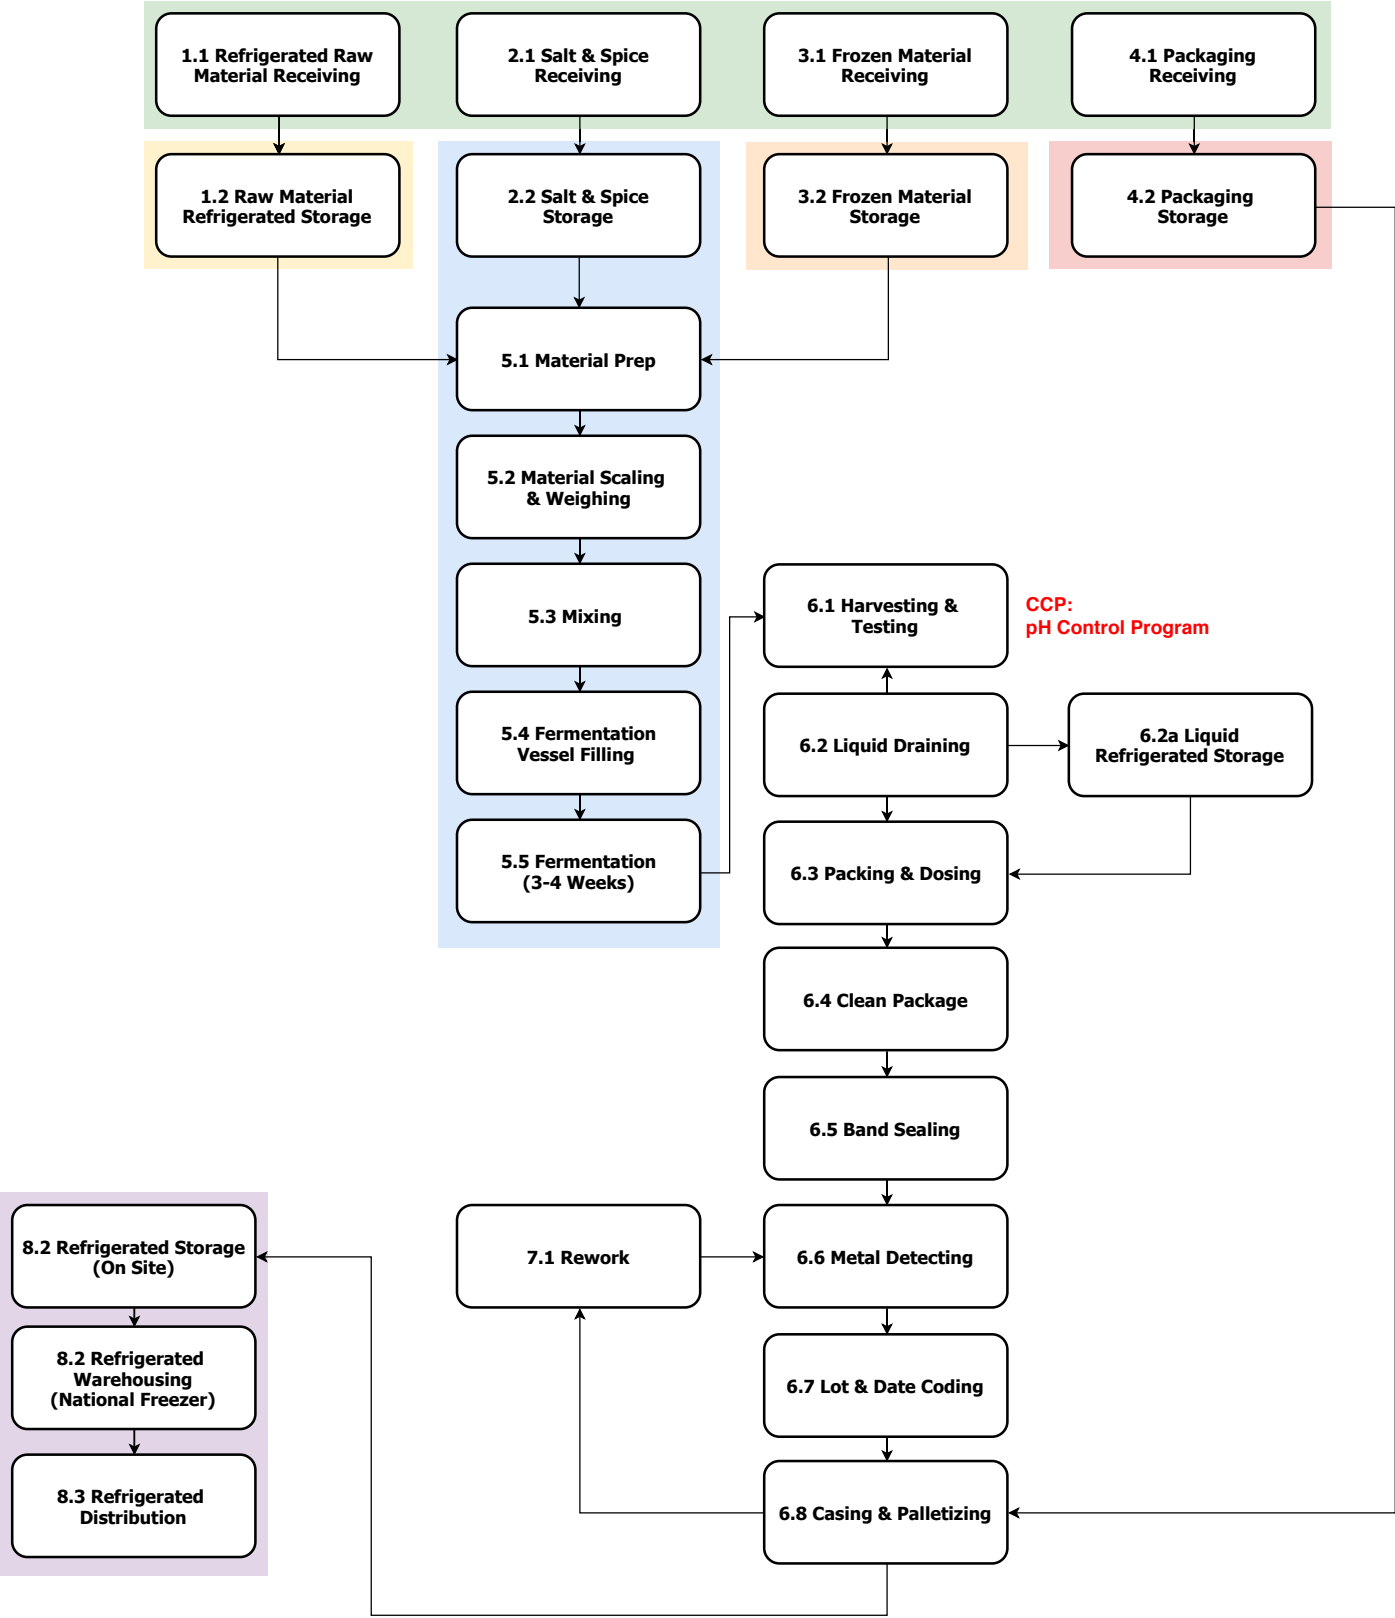 1.1 Refrigerated Raw
Material Receiving
2.1 Salt & Spice
Receiving
3.1 Frozen Material
Receiving
4.1 Packaging
Receiving
1.2 Raw Material
Refrigerated Storage
2.2 Salt & Spice
Storage
3.2 Frozen Material
Storage
4.2 Packaging
Storage
5.1 Material Prep
5.2 Material Scaling
& Weighing
5.3 Mixing
5.4 Fermentation
Vessel Filling
5.5 Fermentation
(3-4 Weeks)
6.1 Harvesting &
Testing
CCP:
pH Control Program
6.2 Liquid Draining
6.2a Liquid
Refrigerated Storage
6.3 Packing & Dosing
6.4 Clean Package
6.5 Band Sealing
6.6 Metal Detecting
7.1 Rework
6.7 Lot & Date Coding
6.8 Casing & Palletizing
8.2 Refrigerated Storage
(On Site)
8.2 Refrigerated
Warehousing
(National Freezer)
8.3 Refrigerated
Distribution